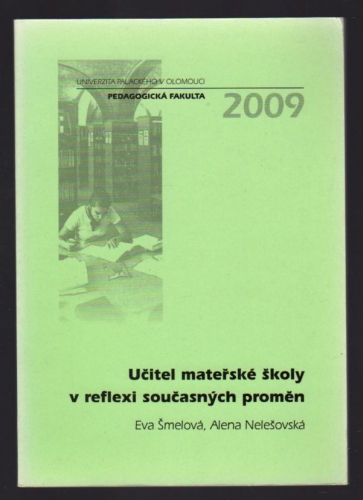 UNIVERZITA PALACKÉHO V OLOMOUCI
PEDAGOGICKÁ FAKULTA
2009
Učitel mateřské školy
v reflexi současných proměn
Eva Šmelová, Alena Nelešovská